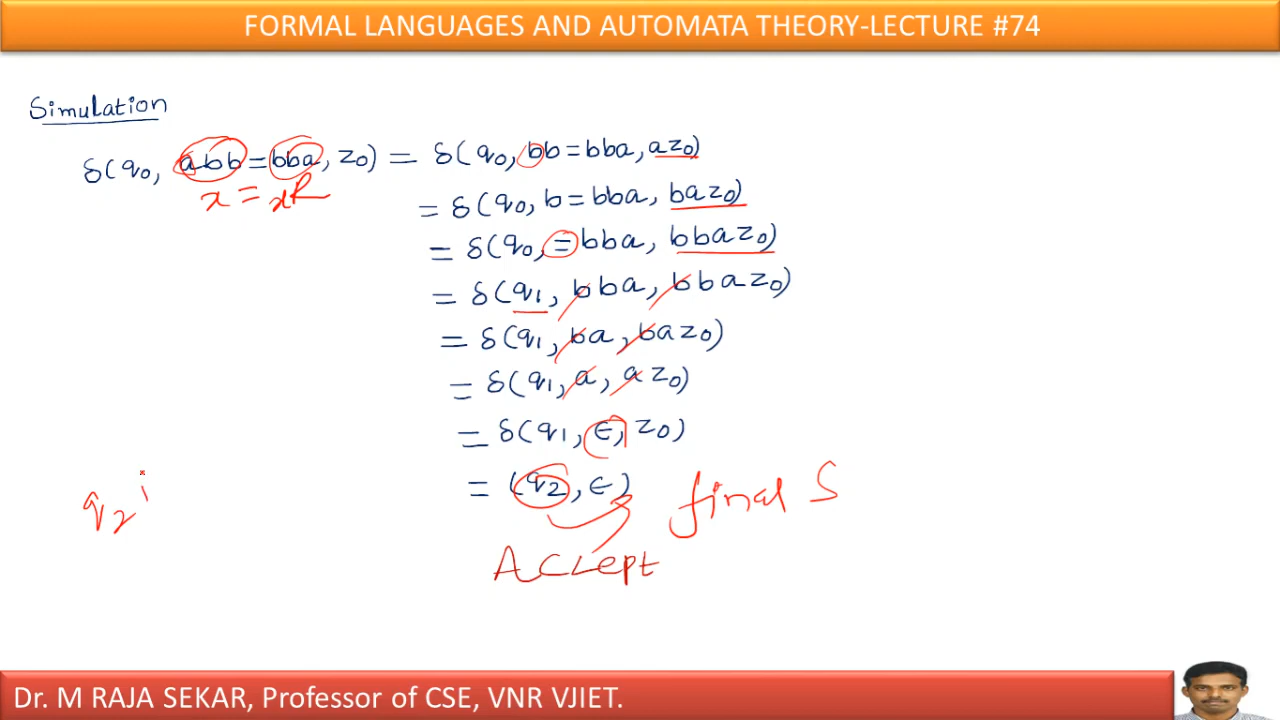 FORMAL LANGUAGES AND AUTOMATA THEORY-LECTURE #74
Simulation
δ(q0, abb=bba, z0) = δ(q0, bb=bba, az0)
x = xR
= δ(q0, b=bba, baz0)
= δ(q0, =bba, bbaz0)
= δ(q1, bba, bbaz0)
= δ(q1, ba, baz0)
= δ(q1, a, az0)
= δ(q1, ϵ, z0)
= (q2, ϵ)
final S
q2 i
Accept
Dr. M RAJA SEKAR, Professor of CSE, VNR VJIET.